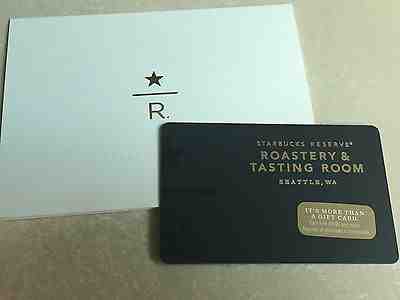 R.
STARBUCKS RESERVE®
ROASTERY &
TASTING ROOM
SEATTLE, WA
IT'S MORE THAN
A GIFT CARD.